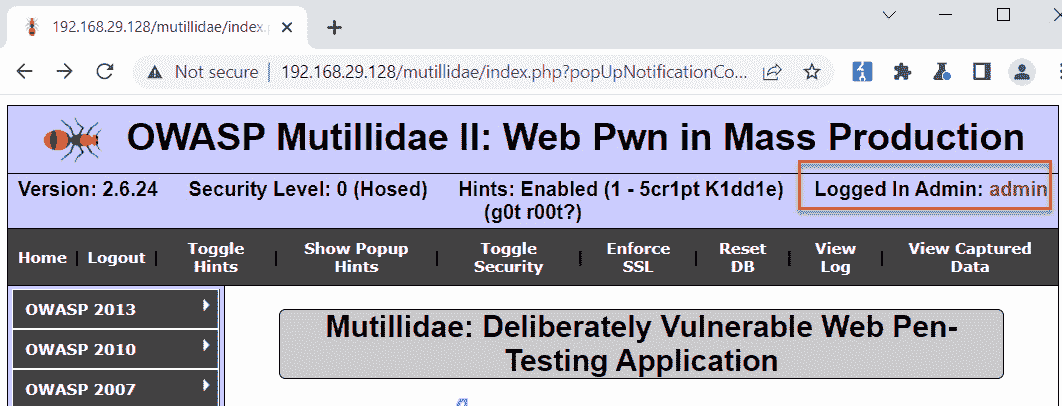 192.168.29.128/mutillidae/index.p
Not secure | 192.168.29.128/mutillidae/index.php?popUpNotificationCo...
OWASP Mutillidae II: Web Pwn in Mass Production
Version: 2.6.24 Security Level: 0 (Hosed) Hints: Enabled (1 - 5cr1pt K1dd1e) Logged In Admin: admin
(g0t r00t?)
Home | Logout | Toggle Hints | Show Popup Hints | Toggle Security | Enforce SSL | Reset DB | View Log | View Captured Data
OWASP 2013
OWASP 2010
OWASP 2007
Mutillidae: Deliberately Vulnerable Web Pen-
Testing Application